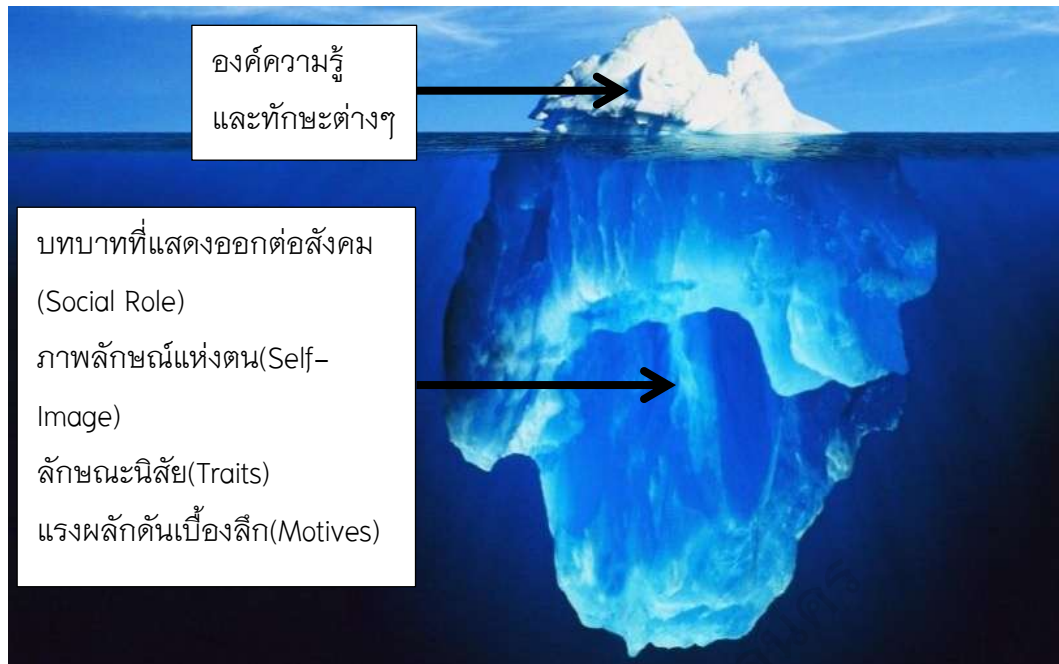 องค์ความรู้
และทักษะต่างๆ
บทบาทที่แสดงออกต่อสังคม
(Social Role)
ภาพลักษณ์แห่งตน(Self-
Image)
ลักษณะนิสัย(Traits)
แรงผลักดันเบื้องลึก(Motives)